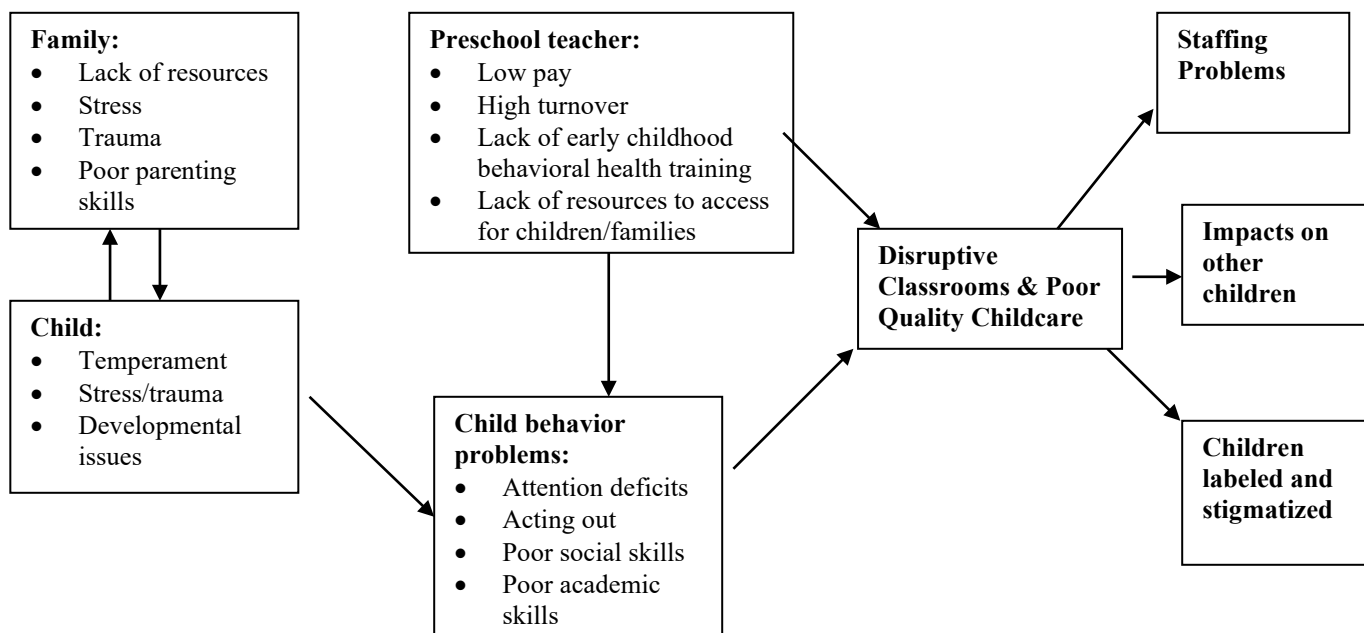 Family:
• Lack of resources
• Stress
• Trauma
• Poor parenting
skills
Preschool teacher:
• Low pay
• High turnover
• Lack of early childhood
behavioral health training
• Lack of resources to access
for children/families
Staffing
Problems
Disruptive
Classrooms & Poor
Quality Childcare
Impacts on
other
children
Child:
• Temperament
• Stress/trauma
• Developmental
issues
Child behavior
problems:
• Attention deficits
• Acting out
• Poor social skills
• Poor academic
skills
Children
labeled and
stigmatized